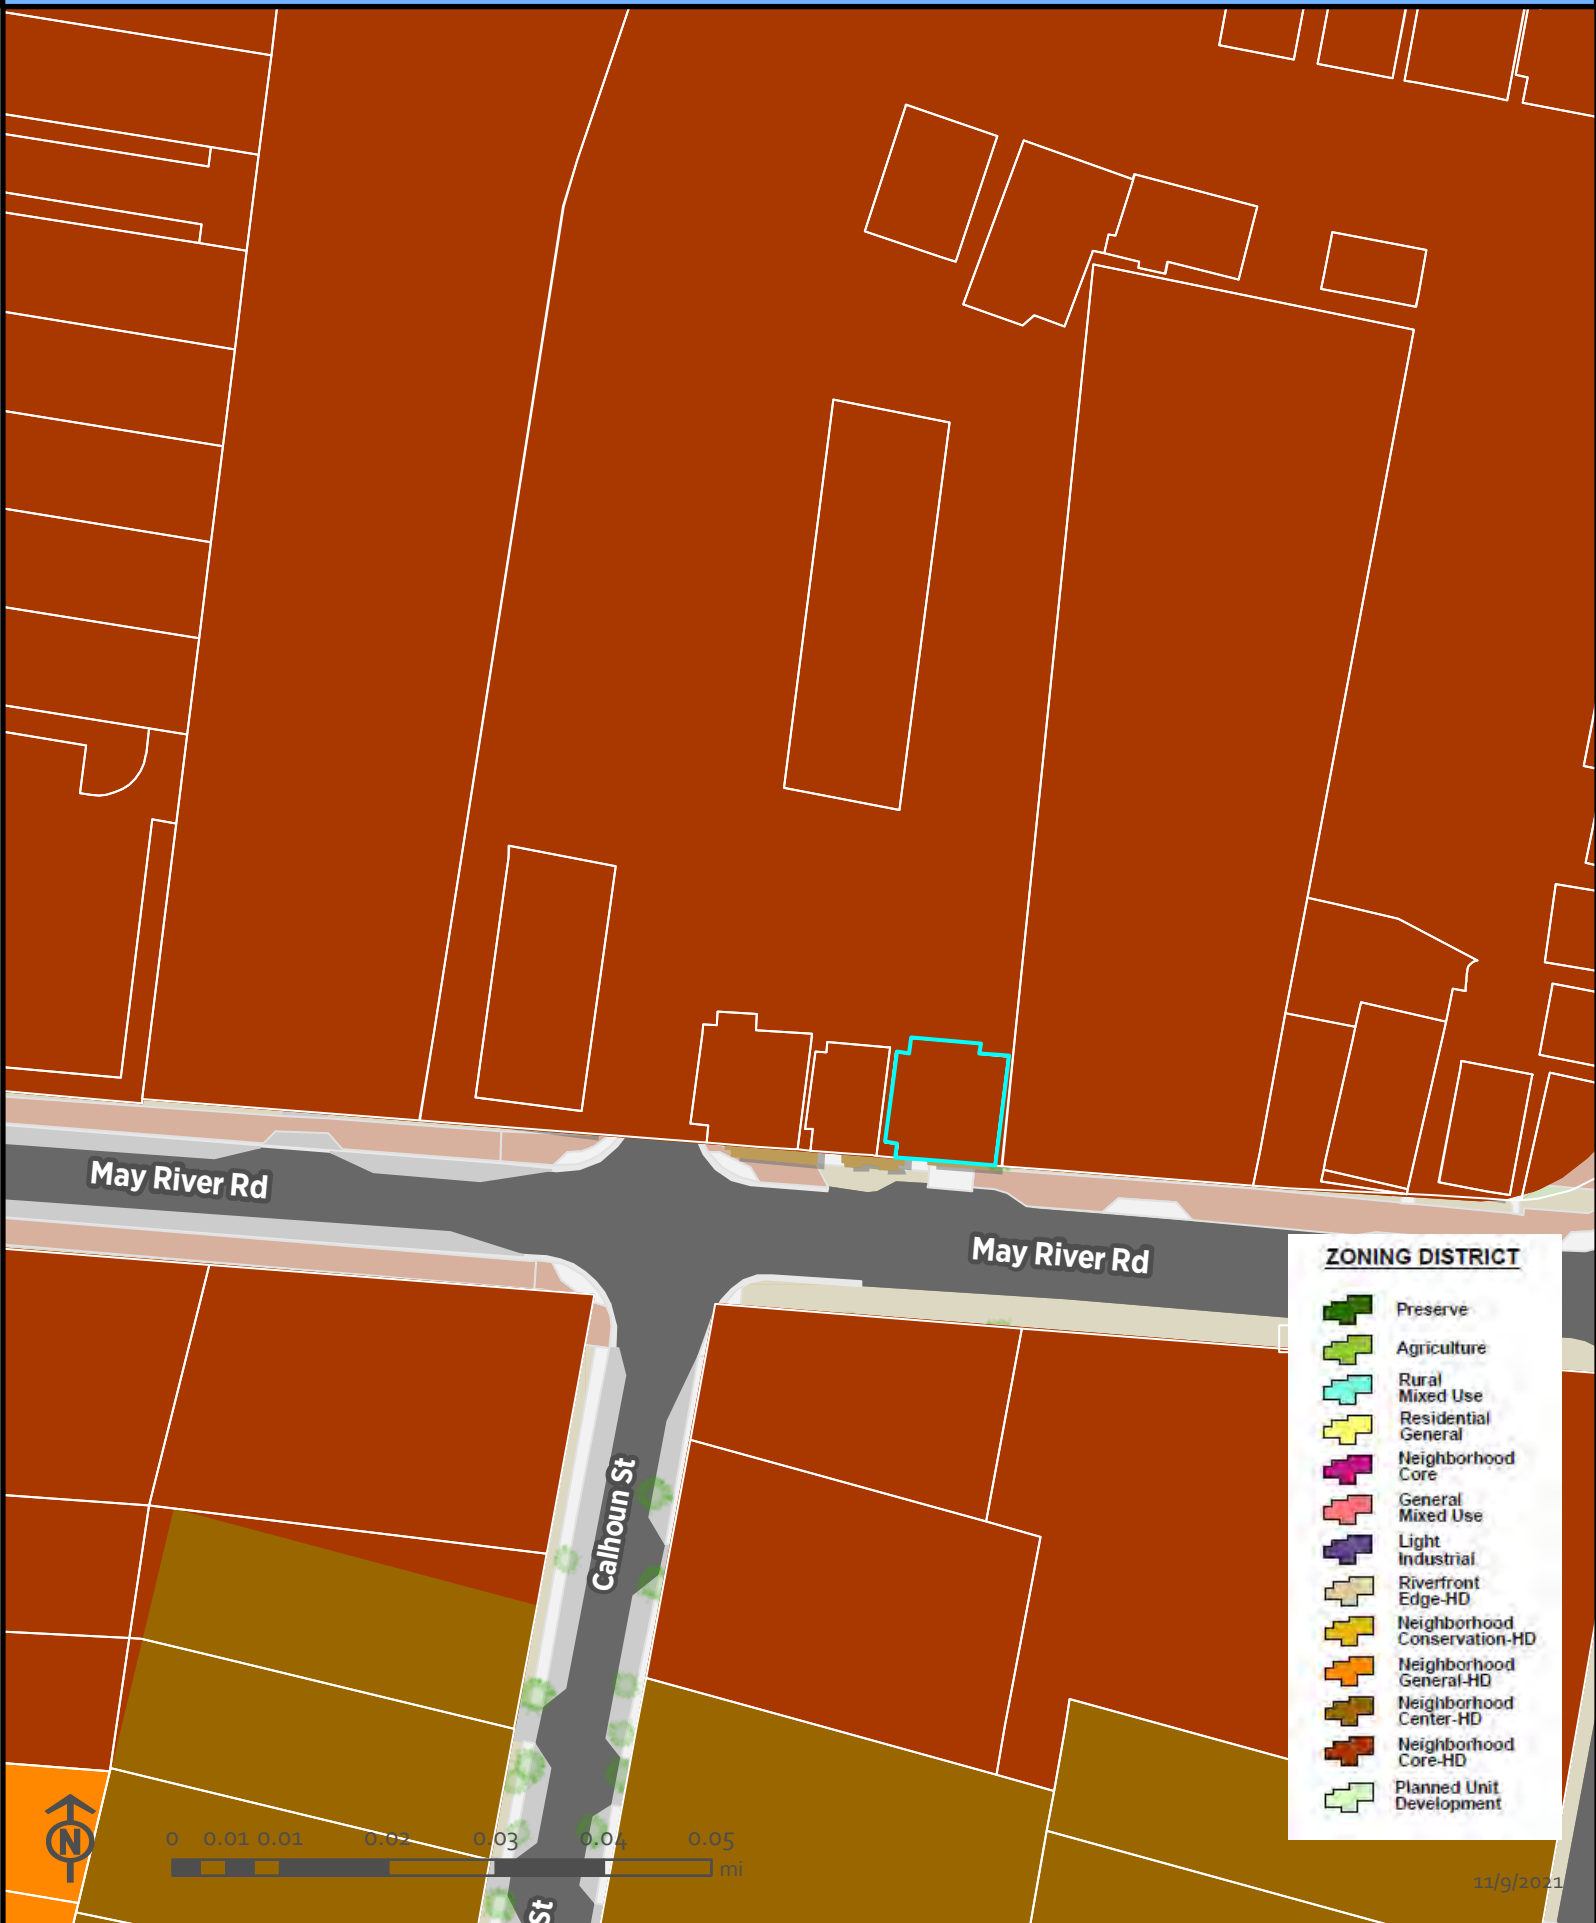 May River Rd
May River Rd
Calhoun St
St
ZONING DISTRICT
Preserve
Agriculture
Rural
Mixed Use
Residential
General
Neighborhood
Core
General
Mixed Use
Light
Industrial
Riverfront
Edge-HD
Neighborhood
Conservation-HD
Neighborhood
General-HD
Neighborhood
Center-HD
Neighborhood
Core-HD
Planned Unit
Development
N
0 0.01 0.01 0.02 0.03 0.04 0.05
mi
11/9/2021